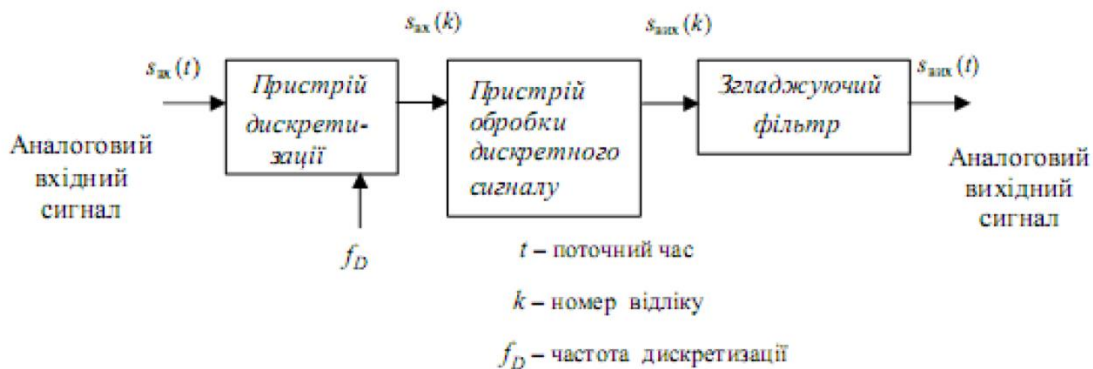 s_вх(k)
s_вих(k)
s_вх(t)
Пристрій
дискрети-
зації
Пристрій
обробки
дискретного
сигналу
Згладжуючий
фільтр
s_вих(t)
Аналоговий
вхідний
сигнал
Аналоговий
вихідний
сигнал
f_D
t – поточний час
k – номер відліку
f_D – частота дискретизації